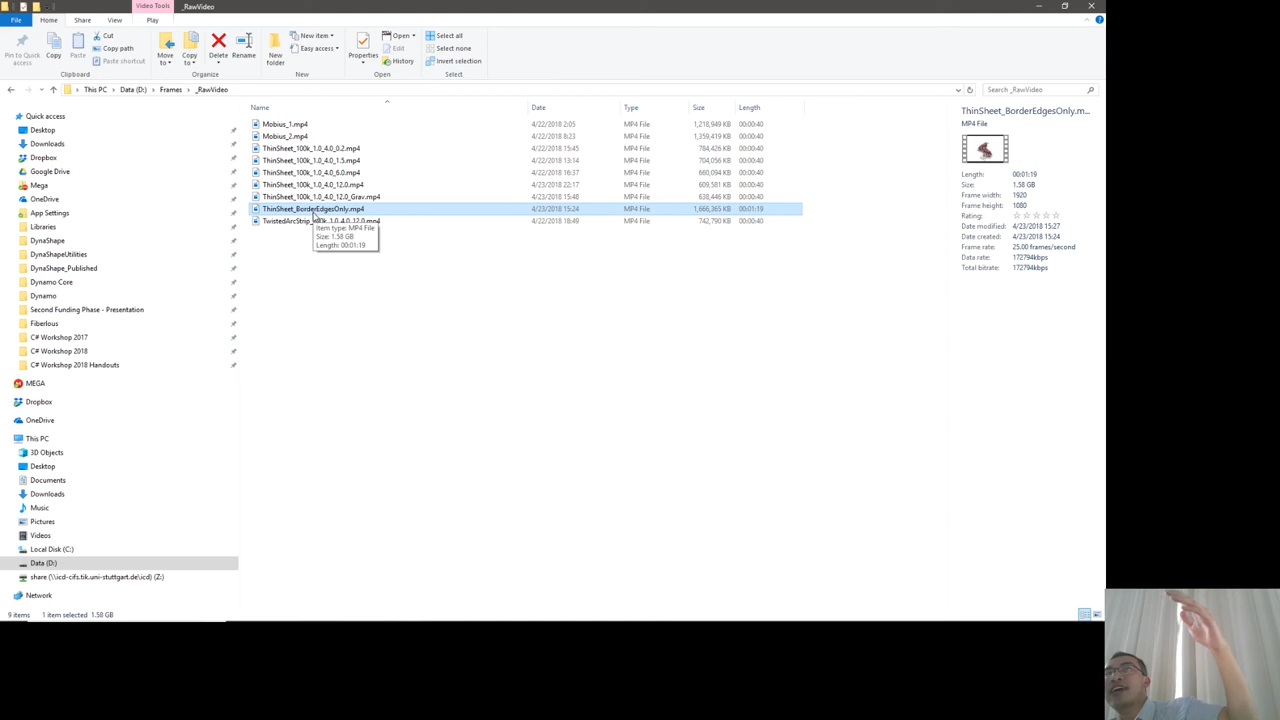 Video Tools _RawVideo
File Home Share View Play
Pin to Quick access Copy Paste Cut Copy path Paste shortcut Move to Copy to Delete Rename New folder New item Easy access Properties Open Edit History Select all Select none Invert selection
Clipboard Organize New Open Select
This PC Data (D:) Frames _RawVideo Search _RawVideo
Name Date Type Size Length
Mobius_1.mp4 4/22/2018 2:05 MP4 File 1,218,949 KB 00:00:40
Mobius_2.mp4 4/22/2018 8:23 MP4 File 1,359,419 KB 00:00:40
ThinSheet_100k_1.0_4.0_0.2.mp4 4/22/2018 15:45 MP4 File 784,426 KB 00:00:40
ThinSheet_100k_1.0_4.0_1.5.mp4 4/22/2018 13:14 MP4 File 704,056 KB 00:00:40
ThinSheet_100k_1.0_4.0_6.0.mp4 4/22/2018 16:37 MP4 File 660,094 KB 00:00:40
ThinSheet_100k_1.0_4.0_12.0.mp4 4/23/2018 22:17 MP4 File 609,581 KB 00:00:40
ThinSheet_100k_1.0_4.0_12.0_Grav.mp4 4/23/2018 15:48 MP4 File 638,446 KB 00:00:40
ThinSheet_BorderEdgesOnly.mp4 4/23/2018 15:24 MP4 File 1,666,365 KB 00:01:19
TwistedArcStrip_ 4/22/2018 18:49 MP4 File 742,790 KB 00:00:40
Item type: MP4 File
Size: 1.58 GB
Length: 00:01:19
Quick access
Desktop
Downloads
Dropbox
Google Drive
Mega
OneDrive
App Settings
Libraries
DynaShape
DynaShapeUtilities
DynaShape_Published
Dynamo Core
Dynamo
Second Funding Phase - Presentation
Fiberlous
C# Workshop 2017
C# Workshop 2018
C# Workshop 2018 Handouts
MEGA
Dropbox
OneDrive
This PC
3D Objects
Desktop
Documents
Downloads
Music
Pictures
Videos
Local Disk (C:)
Data (D:)
share (\\icd-cifs.tik.uni-stuttgart.de\icd) (Z:)
Network
ThinSheet_BorderEdgesOnly.m...
MP4 File
Length: 00:01:19
Size: 1.58 GB
Frame width: 1920
Frame height: 1080
Rating:
Date modified: 4/23/2018 15:27
Date created: 4/23/2018 15:24
Frame rate: 25.00 frames/second
Data rate: 172794kbps
Total bitrate: 172794kbps
9 items 1 item selected 1.58 GB